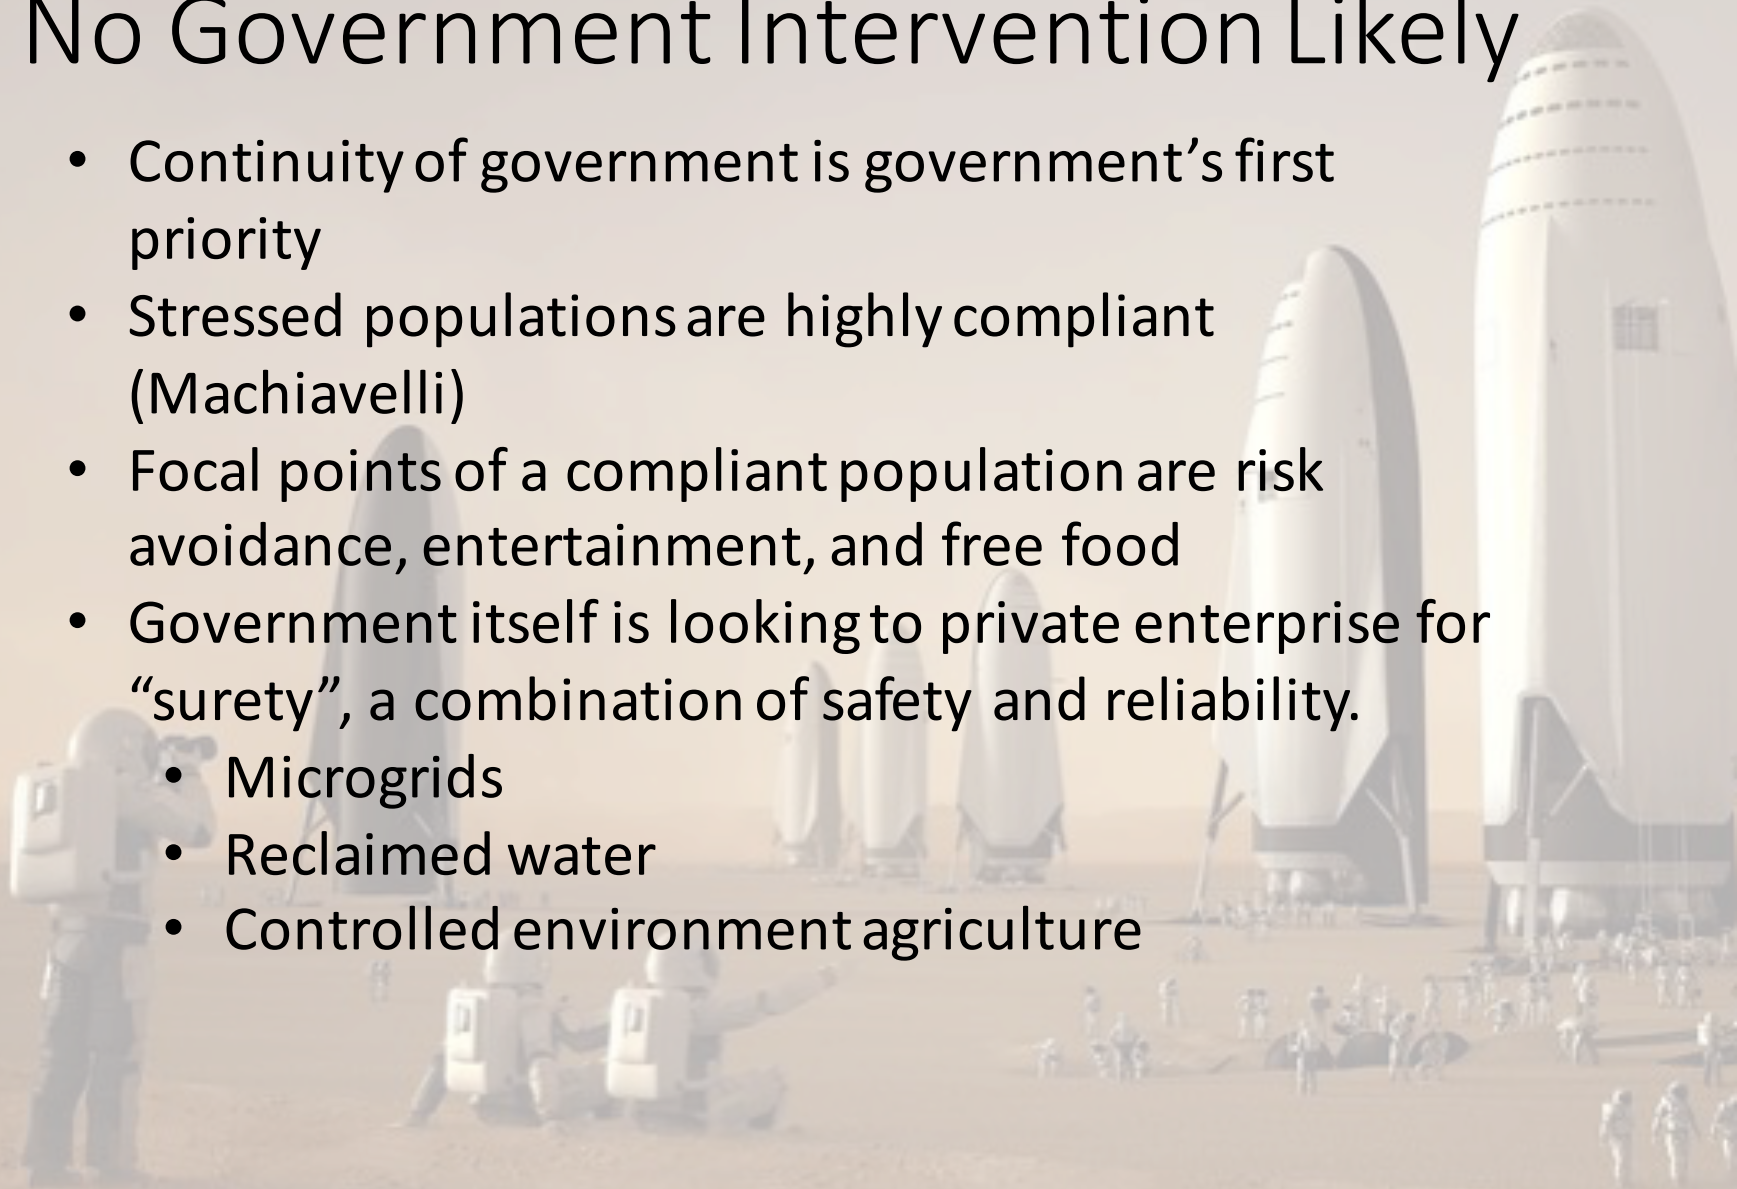 No Government Intervention Likely
• Continuity of government is government’s first
priority
• Stressed populations are highly compliant
(Machiavelli)
• Focal points of a compliant population are risk
avoidance, entertainment, and free food
• Government itself is looking to private enterprise for
“surety”, a combination of safety and reliability.
• Microgrids
• Reclaimed water
• Controlled environment agriculture